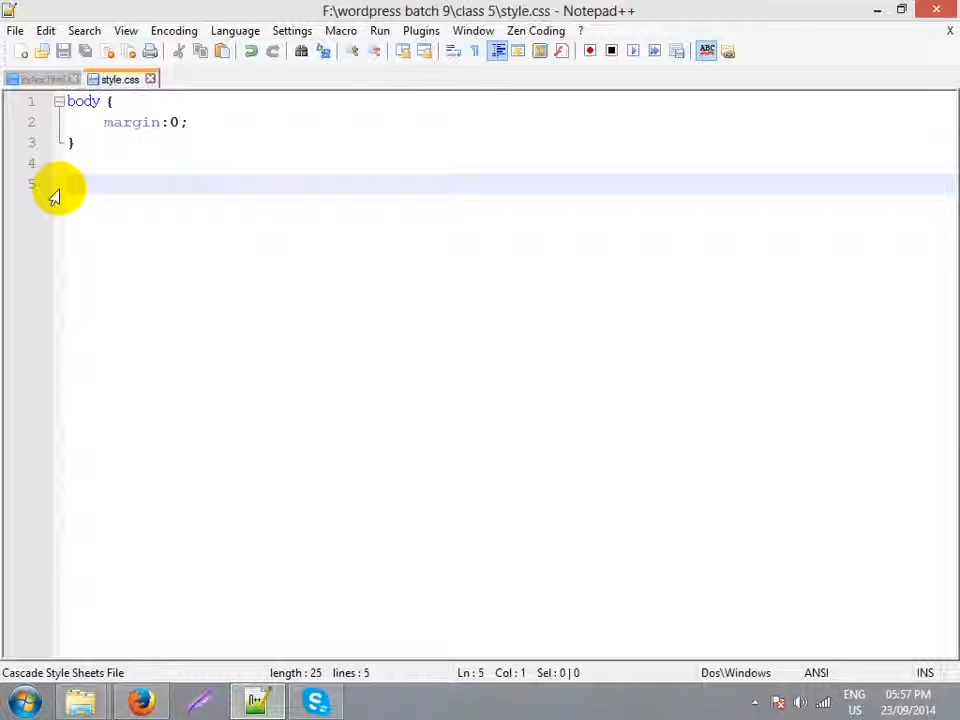 F:\wordpress batch 9\class 5\style.css - Notepad++
File Edit Search View Encoding Language Settings Macro Run Plugins Window Zen Coding ? X
ABC
index.html style.css
1 body {
2 margin:0;
3 }
4
5
Cascade Style Sheets File length : 25 lines : 5 Ln : 5 Col : 1 Sel : 0 | 0 Dos\Windows ANSI INS
ENG 05:57 PM
US 23/09/2014